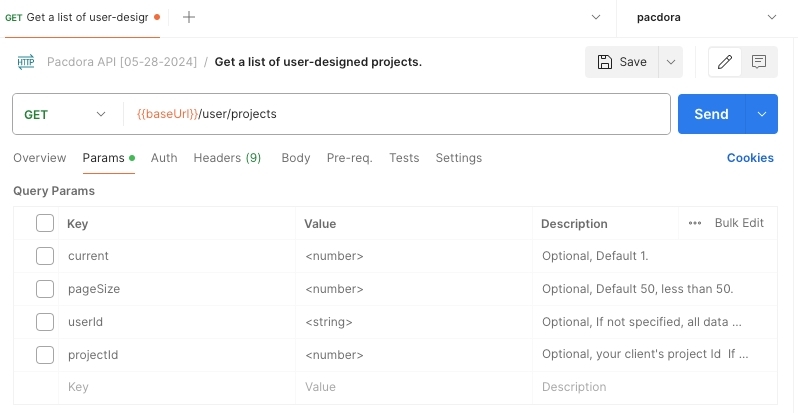 GET Get a list of user-desigr
pacdora
HTTP Pacdora API [05-28-2024] / Get a list of user-designed projects.
Save
GET {{baseUrl}}/user/projects
Send
Overview Params Auth Headers (9) Body Pre-req. Tests Settings Cookies
Query Params
Key Value Description ••• Bulk Edit
current <number> Optional, Default 1.
pageSize <number> Optional, Default 50, less than 50.
userId <string> Optional, If not specified, all data ...
projectId <number> Optional, your client's project Id If ...
Key Value Description